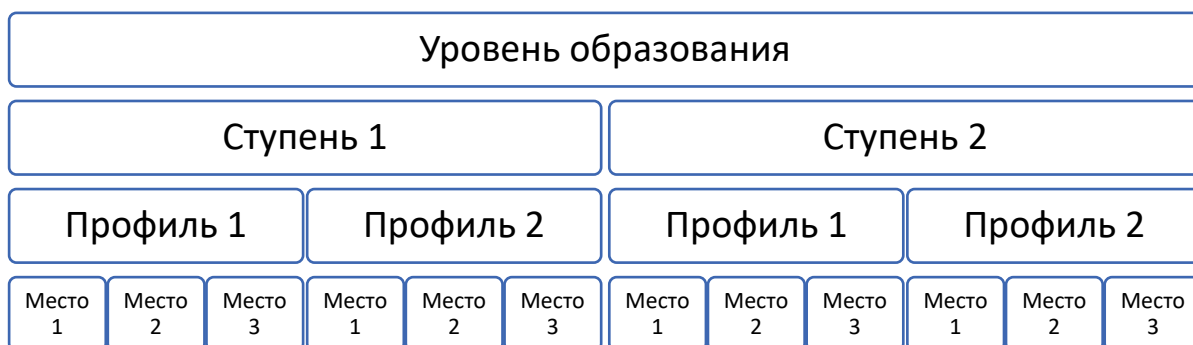 Уровень образования
Ступень 1
Ступень 2
Профиль 1
Профиль 2
Профиль 1
Профиль 2
Место
1
Место
2
Место
3
Место
1
Место
2
Место
3
Место
1
Место
2
Место
3
Место
1
Место
2
Место
3